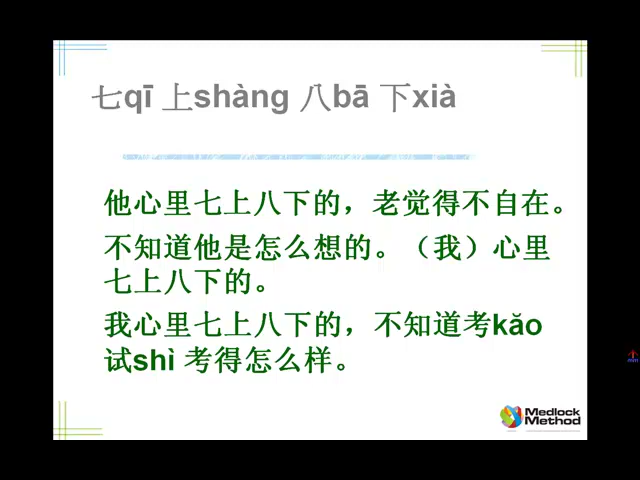 七qī 上shàng 八bā 下xià
他心里七上八下的，老觉得不自在。
不知道他是怎么想的。（我）心里
七上八下的。
我心里七上八下的，不知道考kǎo
试shì 考得怎么样。
Medlock
Method